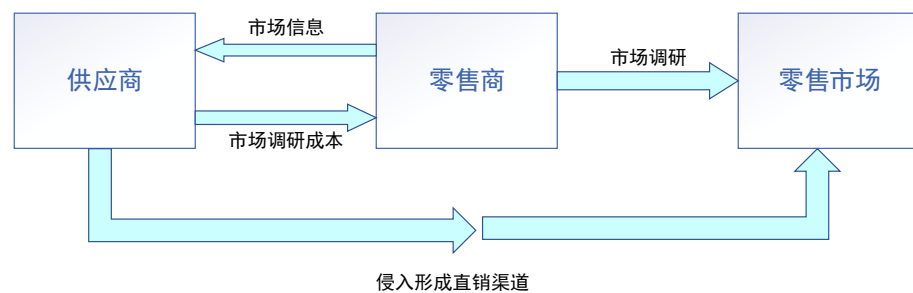 市场信息
供应商
零售商
市场调研
零售市场
市场调研成本
侵入形成直销渠道